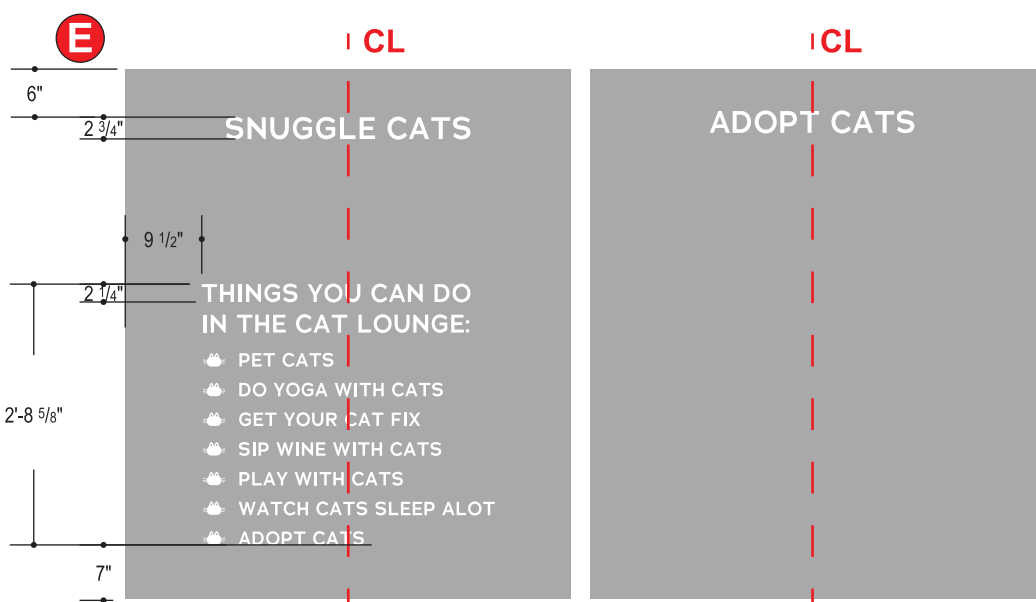 E
CL
CL
6"
2 3/4"
SNUGGLE CATS
ADOPT CATS
9 1/2"
2 1/4"
THINGS YOU CAN DO
IN THE CAT LOUNGE:
PET CATS
DO YOGA WITH CATS
2'-8 5/8"
GET YOUR CAT FIX
SIP WINE WITH CATS
PLAY WITH CATS
WATCH CATS SLEEP ALOT
ADOPT CATS
7"